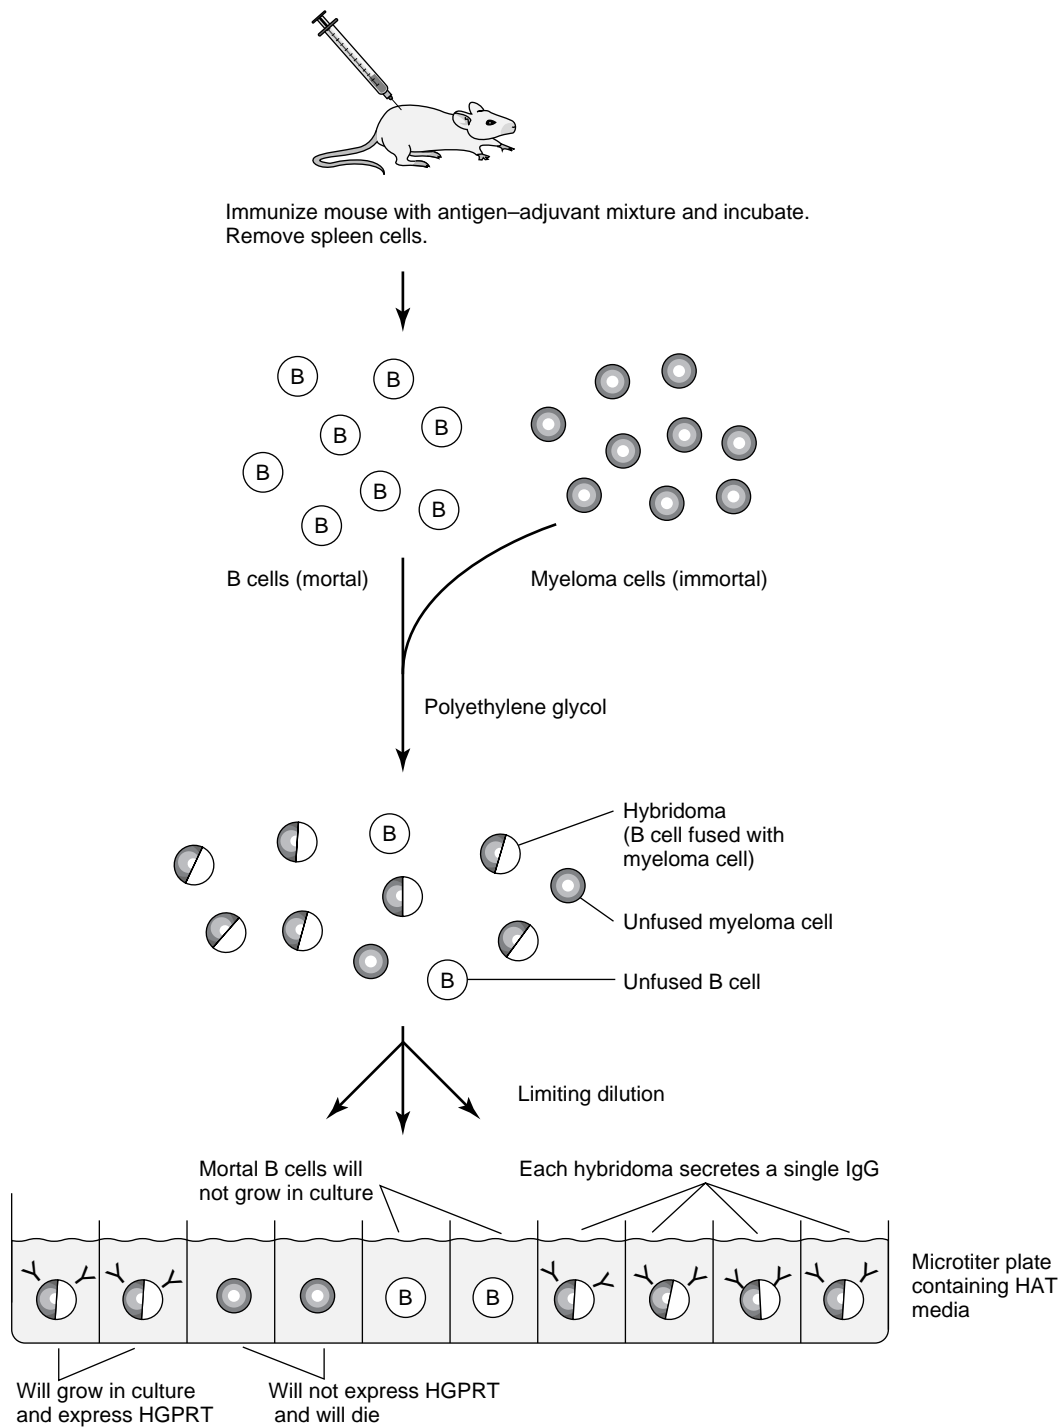 Immunize mouse with antigen–adjuvant mixture and incubate.
Remove spleen cells.
B
B
B
B
B
B
B
B
B cells (mortal)
Myeloma cells (immortal)
Polyethylene glycol
B
Hybridoma
(B cell fused with
myeloma cell)
Unfused myeloma cell
B
Unfused B cell
Limiting dilution
Mortal B cells will
not grow in culture
Each hybridoma secretes a single IgG
B
B
Microtiter plate
containing HAT
media
Will grow in culture
and express HGPRT
Will not express HGPRT
and will die